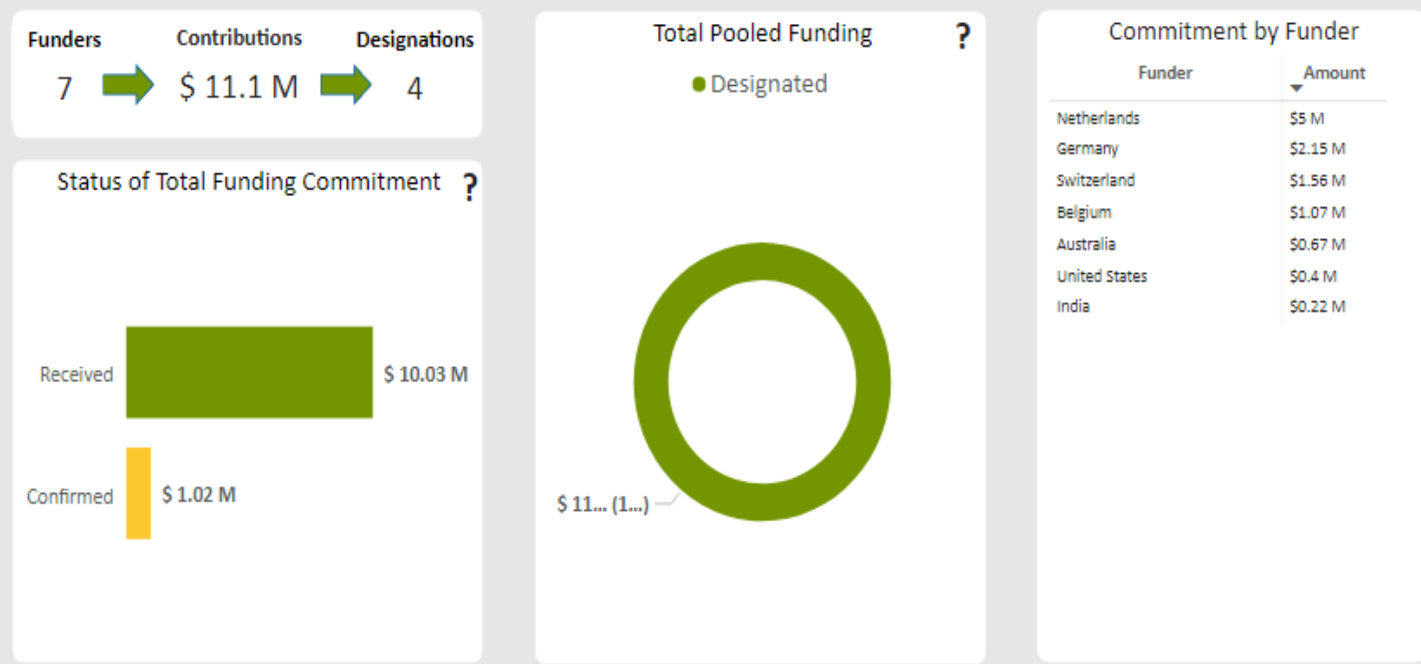 Funders Contributions Designations
7 $ 11.1 M 4
Status of Total Funding Commitment ?
Received $ 10.03 M
Confirmed $ 1.02 M
Total Pooled Funding ?
Designated
$ 11... (1...)
Commitment by Funder
Funder Amount
Netherlands $5 M
Germany $2.15 M
Switzerland $1.56 M
Belgium $1.07 M
Australia $0.67 M
United States $0.4 M
India $0.22 M